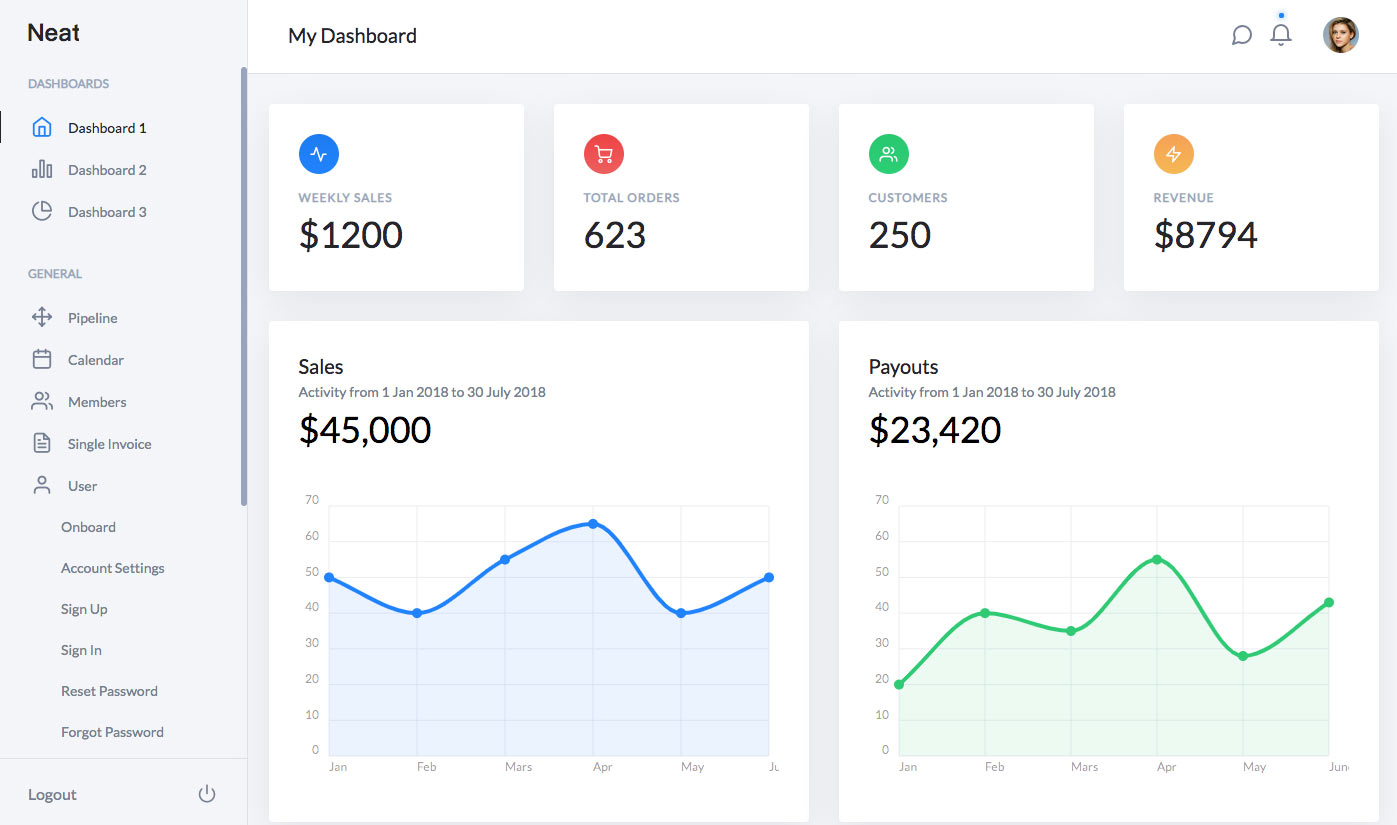 Neat
DASHBOARDS
Dashboard 1
Dashboard 2
Dashboard 3
GENERAL
Pipeline
Calendar
Members
Single Invoice
User
Onboard
Account Settings
Sign Up
Sign In
Reset Password
Forgot Password
Logout
My Dashboard
WEEKLY SALES
$1200
TOTAL ORDERS
623
CUSTOMERS
250
REVENUE
$8794
Sales
Activity from 1 Jan 2018 to 30 July 2018
$45,000
70
60
50
40
30
20
10
0
Jan Feb Mars Apr May Ju
Payouts
Activity from 1 Jan 2018 to 30 July 2018
$23,420
70
60
50
40
30
20
10
0
Jan Feb Mars Apr May June